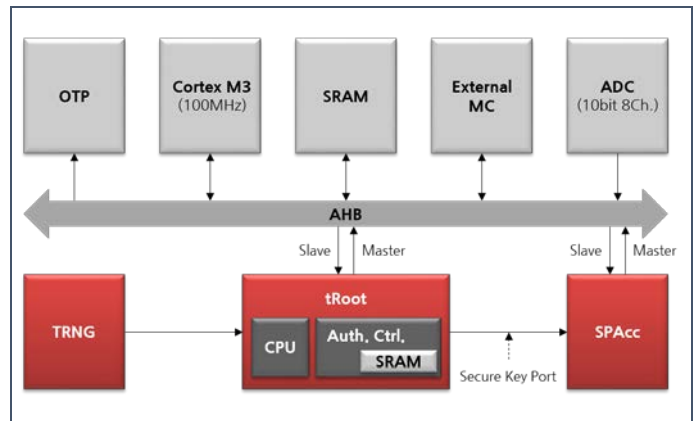 OTP
Cortex M3
(100MHz)
SRAM
External
MC
ADC
(10bit 8Ch.)
AHB
Slave
Master
Slave
Master
TRNG
tRoot
CPU
Auth. Ctrl.
SRAM
SPAcc
Secure Key Port